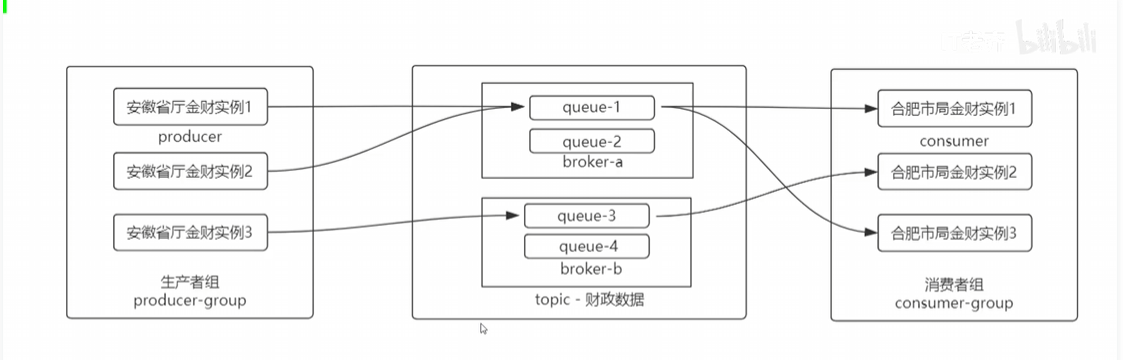 bilibili
安徽省厅金财实例1
producer
安徽省厅金财实例2
安徽省厅金财实例3
生产者组
producer-group
queue-1
queue-2
broker-a
queue-3
queue-4
broker-b
topic - 财政数据
合肥市局金财实例1
consumer
合肥市局金财实例2
合肥市局金财实例3
消费者组
consumer-group